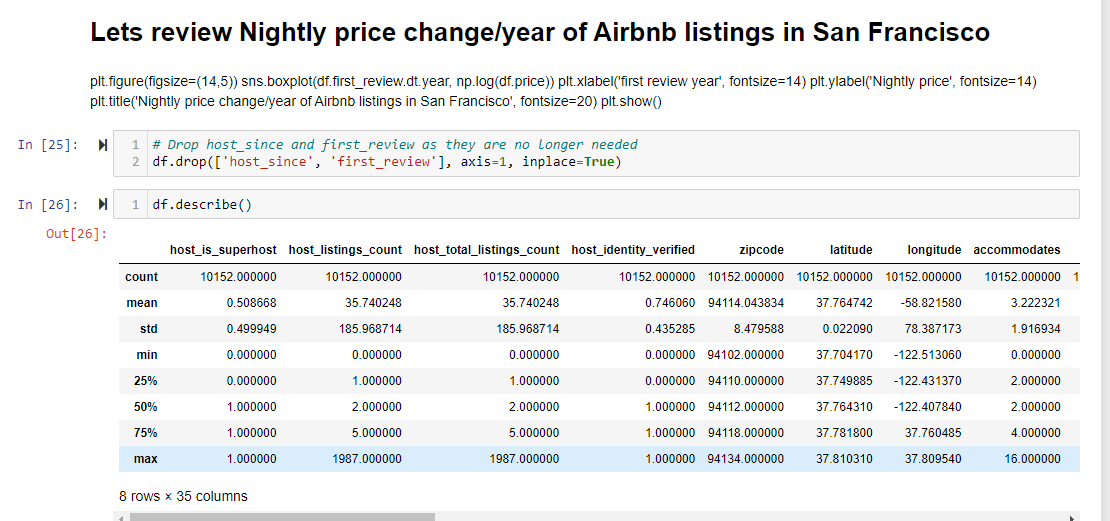 Lets review Nightly price change/year of Airbnb listings in San Francisco
plt.figure(figsize=(14,5)) sns.boxplot(df.first_review.dt.year, np.log(df.price)) plt.xlabel('first review year', fontsize=14) plt.ylabel('Nightly price', fontsize=14)
plt.title('Nightly price change/year of Airbnb listings in San Francisco', fontsize=20) plt.show()
In [25]: 1 # Drop host_since and first_review as they are no longer needed
2 df.drop(['host_since', 'first_review'], axis=1, inplace=True)
In [26]: 1 df.describe()
Out[26]:
host_is_superhost host_listings_count host_total_listings_count host_identity_verified zipcode latitude longitude accommodates
count 10152.000000 10152.000000 10152.000000 10152.000000 10152.000000 10152.000000 10152.000000 10152.000000 1
mean 0.508668 35.740248 35.740248 0.746060 94114.043834 37.764742 -58.821580 3.222321
std 0.499949 185.968714 185.968714 0.435285 8.479588 0.022090 78.387173 1.916934
min 0.000000 0.000000 0.000000 0.000000 94102.000000 37.704170 -122.513060 0.000000
25% 0.000000 1.000000 1.000000 0.000000 94110.000000 37.749885 -122.431370 2.000000
50% 1.000000 2.000000 2.000000 1.000000 94112.000000 37.764310 -122.407840 2.000000
75% 1.000000 5.000000 5.000000 1.000000 94118.000000 37.781800 37.760485 4.000000
max 1.000000 1987.000000 1987.000000 1.000000 94134.000000 37.810310 37.809540 16.000000
8 rows × 35 columns